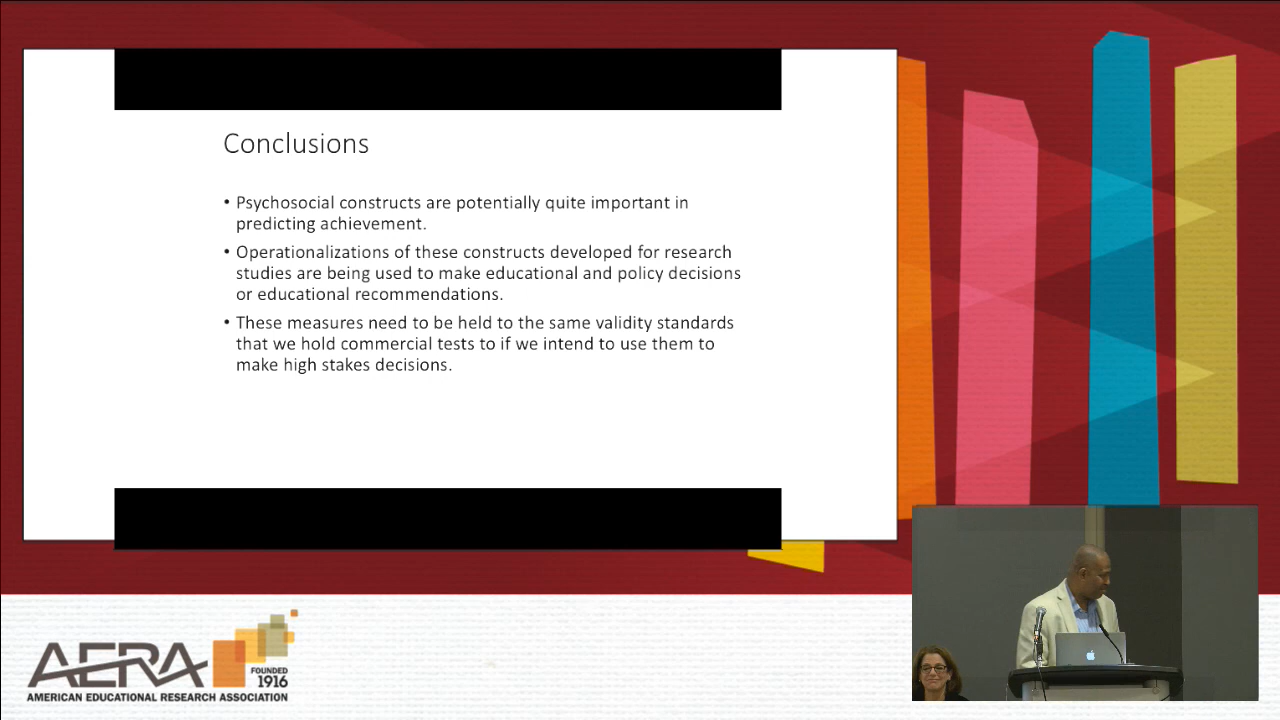 Conclusions
• Psychosocial constructs are potentially quite important in
predicting achievement.
• Operationalizations of these constructs developed for research
studies are being used to make educational and policy decisions
or educational recommendations.
• These measures need to be held to the same validity standards
that we hold commercial tests to if we intend to use them to
make high stakes decisions.
AERA
FOUNDED
1916
AMERICAN EDUCATIONAL RESEARCH ASSOCIATION